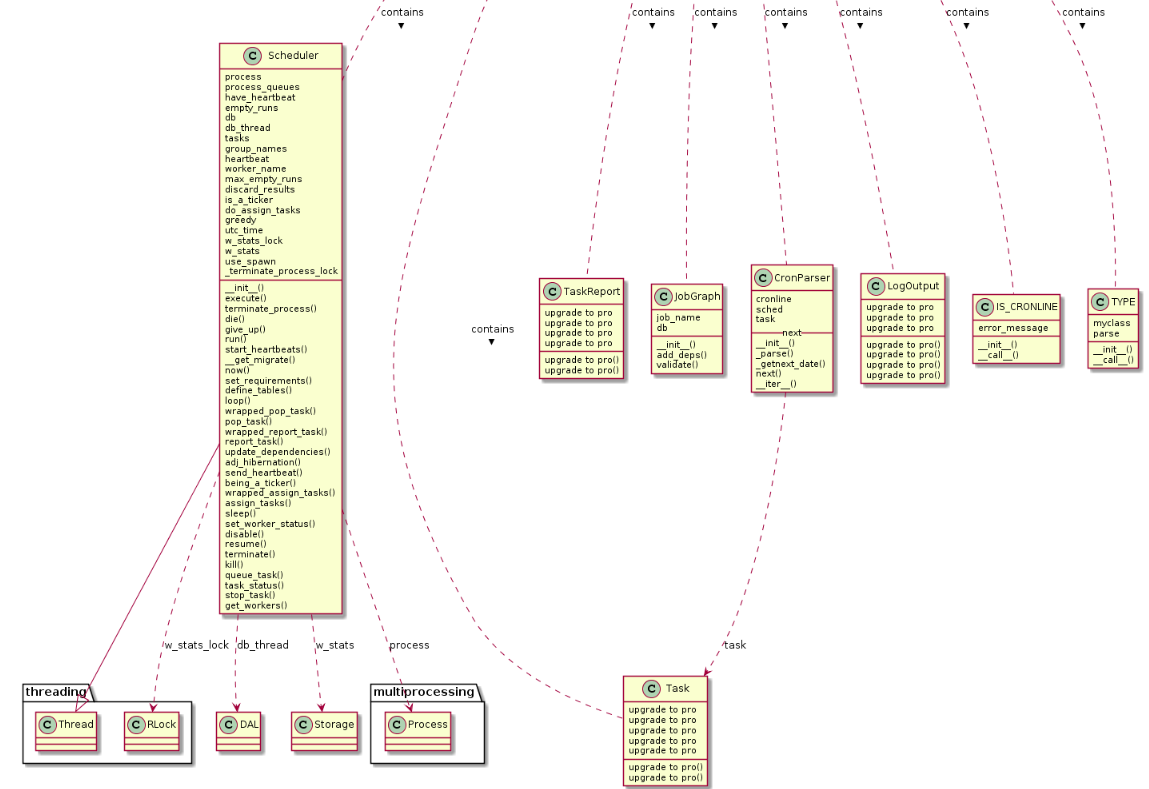 contains
contains
contains
contains
contains
contains
contains
C Scheduler
process
process_queues
have_heartbeat
empty_runs
db
db_thread
tasks
group_names
heartbeat
worker_name
max_empty_runs
discard_results
is_a_ticker
do_assign_tasks
greedy
utc_time
w_stats_lock
w_stats
use_spawn
_terminate_process_lock
__init__()
execute()
terminate_process()
die()
give_up()
run()
start_heartbeats()
__get_migrate()
now()
set_requirements()
define_tables()
loop()
wrapped_pop_task()
pop_task()
wrapped_report_task()
report_task()
update_dependencies()
adj_hibernation()
send_heartbeat()
being_a_ticker()
wrapped_assign_tasks()
assign_tasks()
sleep()
set_worker_status()
disable()
resume()
terminate()
kill()
queue_task()
task_status()
stop_task()
get_workers()
contains
C TaskReport
upgrade to pro
upgrade to pro
upgrade to pro
upgrade to pro
upgrade to pro()
upgrade to pro()
C JobGraph
job_name
db
__init__()
add_deps()
validate()
C CronParser
cronline
sched
task
next
__init__()
_parse()
_getnext_date()
next()
__iter__()
C LogOutput
upgrade to pro
upgrade to pro
upgrade to pro
upgrade to pro()
upgrade to pro()
upgrade to pro()
upgrade to pro()
C IS_CRONLINE
error_message
__init__()
__call__()
C TYPE
myclass
parse
__init__()
__call__()
w_stats_lock
db_thread
w_stats
process
task
threading
C Thread
C RLock
C DAL
C Storage
multiprocessing
C Process
C Task
upgrade to pro
upgrade to pro
upgrade to pro
upgrade to pro
upgrade to pro
upgrade to pro()
upgrade to pro()